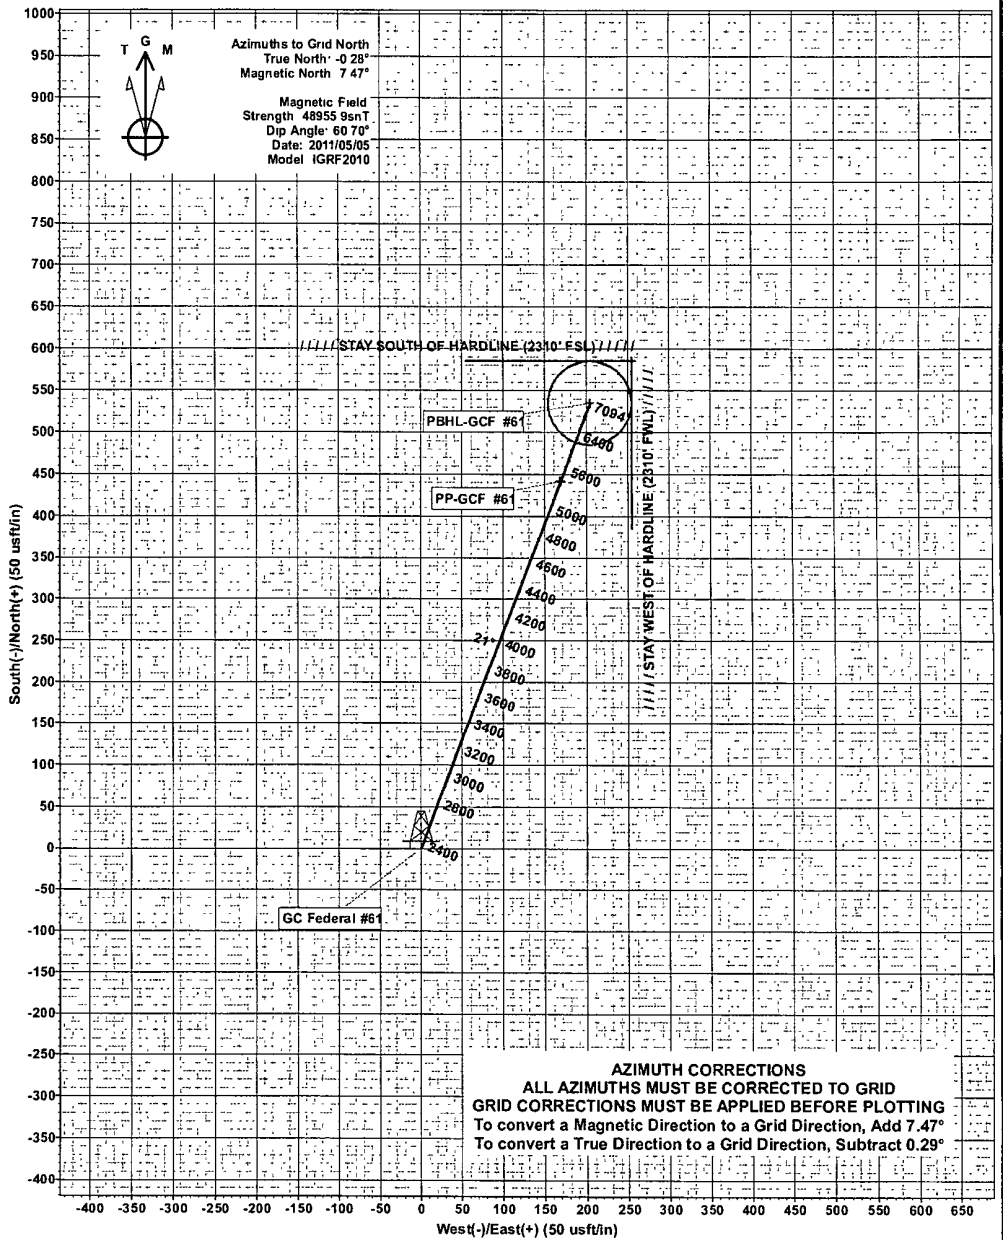 T G M
Azimuths to Grid North
True North: -0 28°
Magnetic North 7 47°
Magnetic Field
Strength 48955 9snT
Dip Angle: 60 70°
Date: 2011/05/05
Model IGRF2010
1000
950
900
850
800
750
700
650
600
550
500
450
400
350
300
250
200
150
100
50
0
-50
-100
-150
-200
-250
-300
-350
-400
South(-)/North(+) (50 usft/in)
/ / / / / STAY SOUTH OF HARDLINE (2310' FSL) / / / / /
/ / / / / STAY WEST OF HARDLINE (2310' FWL) / / / / /
PBHL-GCF #61
7094
6400
5600
PP-GCF #61
5000
4800
4600
4400
4200
21°
4000
3800
3600
3400
3200
3000
2800
2400
GC Federal #61
AZIMUTH CORRECTIONS
ALL AZIMUTHS MUST BE CORRECTED TO GRID
GRID CORRECTIONS MUST BE APPLIED BEFORE PLOTTING
To convert a Magnetic Direction to a Grid Direction, Add 7.47°
To convert a True Direction to a Grid Direction, Subtract 0.29°
-400 -350 -300 -250 -200 -150 -100 -50 0 50 100 150 200 250 300 350 400 450 500 550 600 650
West(-)/East(+) (50 usft/in)